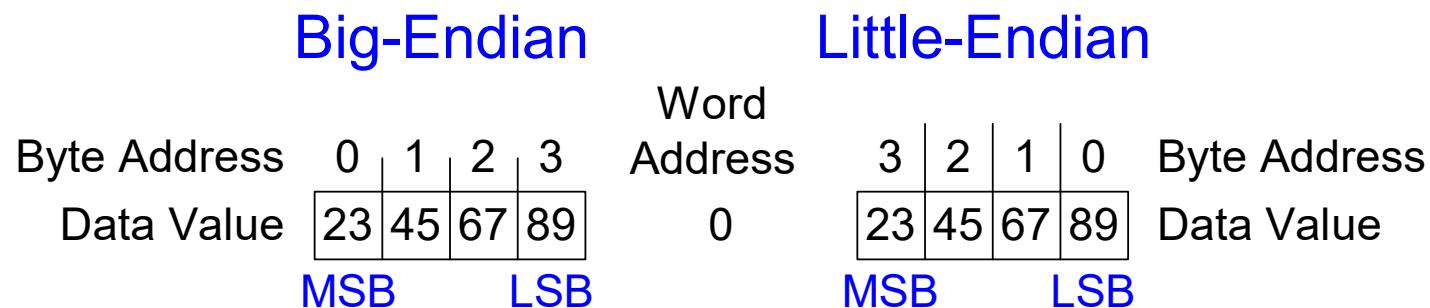 Big-Endian Little-Endian
Word
Byte Address 0 1 2 3 Address 3 2 1 0 Byte Address
Data Value 23 45 67 89 0 23 45 67 89 Data Value
MSB LSB MSB LSB